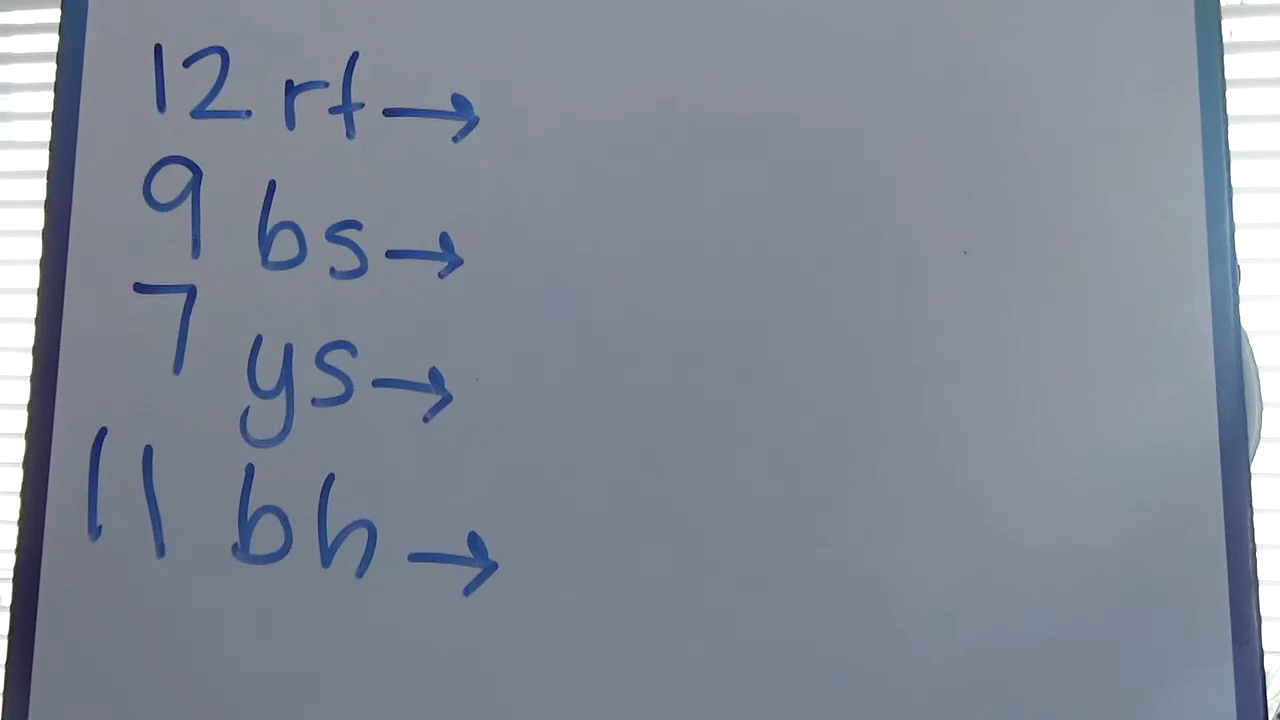 12 rf →
9 bs →
7 ys →
11 bh →